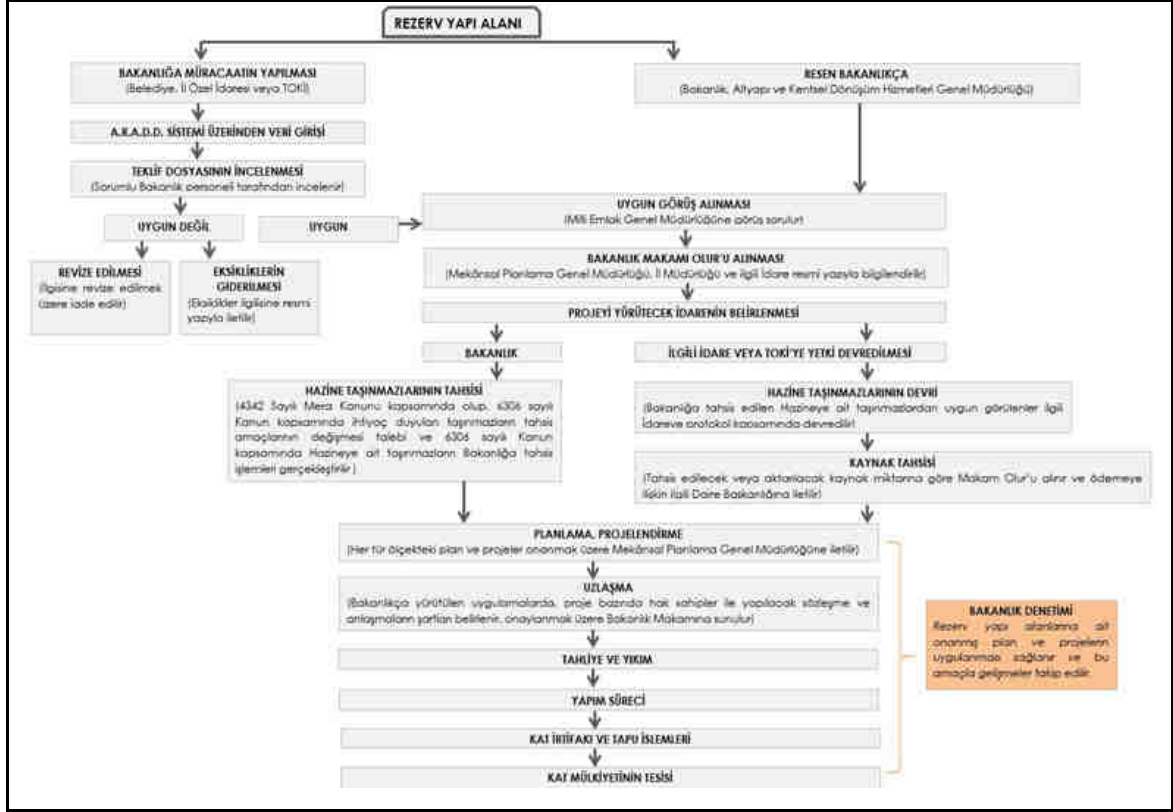 REZERV YAPI ALANI
BAKANLIĞA MÜRACAATIN YAPILMASI
(Belediye, İl Özel İdaresi veya TOKİ)
RESEN BAKANLIKÇA
(Bakanlık, Altyapı ve Kentsel Dönüşüm Hizmetleri Genel Müdürlüğü)
A.R.A.D.D. SİSTEMİ ÜZERİNDEN VERİ GİRİŞİ
TEKLİF DOSYASININ İNCELENMESİ
(Sorumlu Bakanlık personeli tarafından incelenir)
UYGUN DEĞİL
UYGUN
UYGUN GÖRÜŞ ALINMASI
(Milli Emlak Genel Müdürlüğüne görüş sorulur)
REVİZE EDİLMESİ
(İlgisine revize edilmek
üzere iade edilir)
EKSİKLİKLERİN
GİDERİLMESİ
(Eksiklikler ilgilisine resmi
yazıyla iletilir)
BAKANLIK MAKAMI OLUR'U ALINMASI
(Mekânsal Planlama Genel Müdürlüğü, İl Müdürlüğü ve ilgili İdare resmi yazıyla bilgilendirilir)
PROJEYİ YÜRÜTECEK İDARENİN BELİRLENMESİ
BAKANLIK
İLGİLİ İDARE VEYA TOKİ'YE YETKİ DEVREDİLMESİ
HAZİNE TAŞINMAZLARININ TAHSİSİ
(4342 Sayılı Mera Kanunu kapsamında olup, 6306 sayılı
Kanun kapsamında ihtiyaç duyulan taşınmazların tahsis
amaçlarının değişmesi talebi ve 6306 sayılı Kanun
kapsamında Hazineye ait taşınmazların Bakanlığa tahsis
işlemleri gerçekleştirilir.)
HAZİNE TAŞINMAZLARININ DEVRİ
(Bakanlığa tahsis edilen Hazineye ait taşınmazlardan uygun görülenler ilgili
İdareye protokol kapsamında devredilir)
KAYNAK TAHSİSİ
(Tahsis edilecek veya aktarılacak kaynak miktarına göre Makam Olur'u alınır ve ödemeye
ilişkin ilgili Daire Başkanlığına iletilir)
PLANLAMA, PROJELENDİRME
(Her tür ölçekteki plan ve projeler onanmak üzere Mekânsal Planlama Genel Müdürlüğüne iletilir)
UZLAŞMA
(Bakanlıkça yürütülen uygulamalarda, proje bazında hak sahipler ile yapılacak sözleşme ve
anlaşmaların şartları belirlenir, onaylanmak üzere Bakanlık Makamına sunulur)
BAKANLIK DENETİMİ
Rezerv yapı alanlarına ait
onanmış plan ve projelerin
uygulanması sağlanır ve bu
amaçla gelişmeler takip edilir.
TAHLİYE VE YIKIM
YAPIM SÜRECİ
KAT İRTİFAKI VE TAPU İŞLEMLERİ
KAT MÜLKİYETİNİN TESİSİ